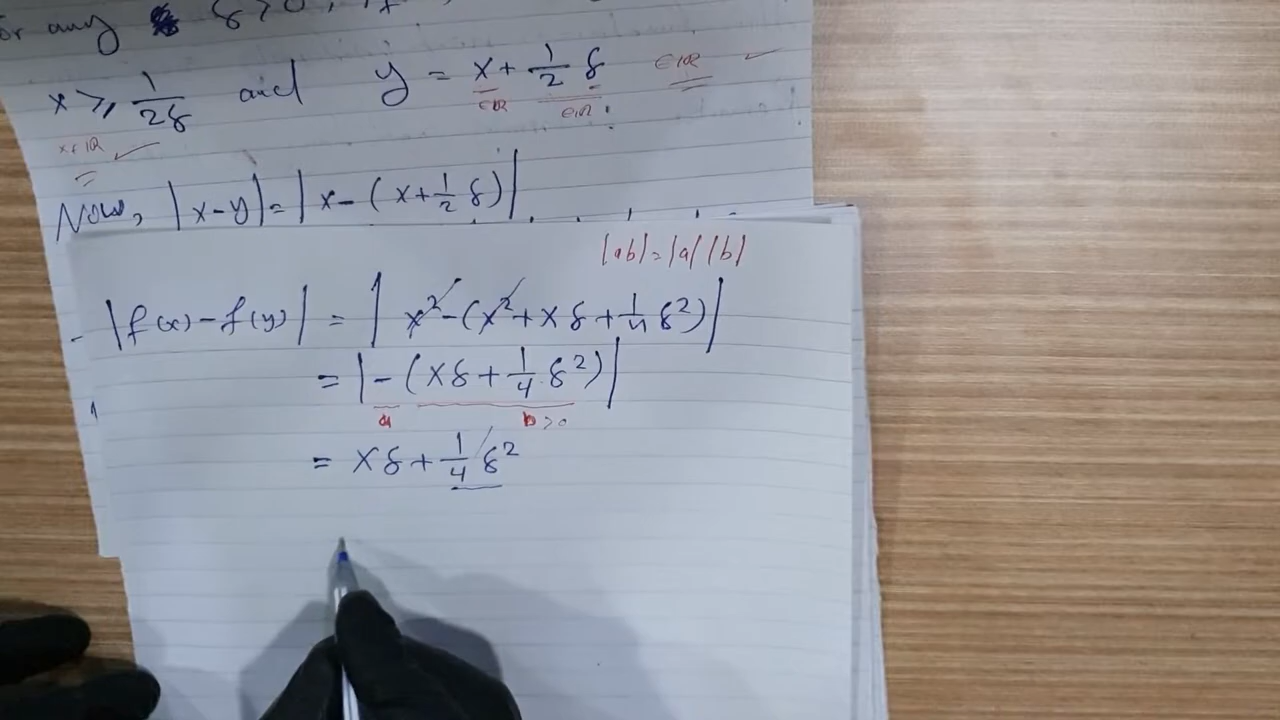 or any δ > 0,
x ≥ 1/2δ and y = x + 1/2 δ ∈ℝ ✓
∈ℝ ∈ℝ
x∈ℝ ✓
Now, |x-y| = |x - (x + 1/2 δ)|
|ab| = |a| |b|
|f(x) - f(y)| = |x² - (x² + xδ + 1/4 δ²)|
= |- (xδ + 1/4 δ²)|
a b > 0
= xδ + 1/4 δ²